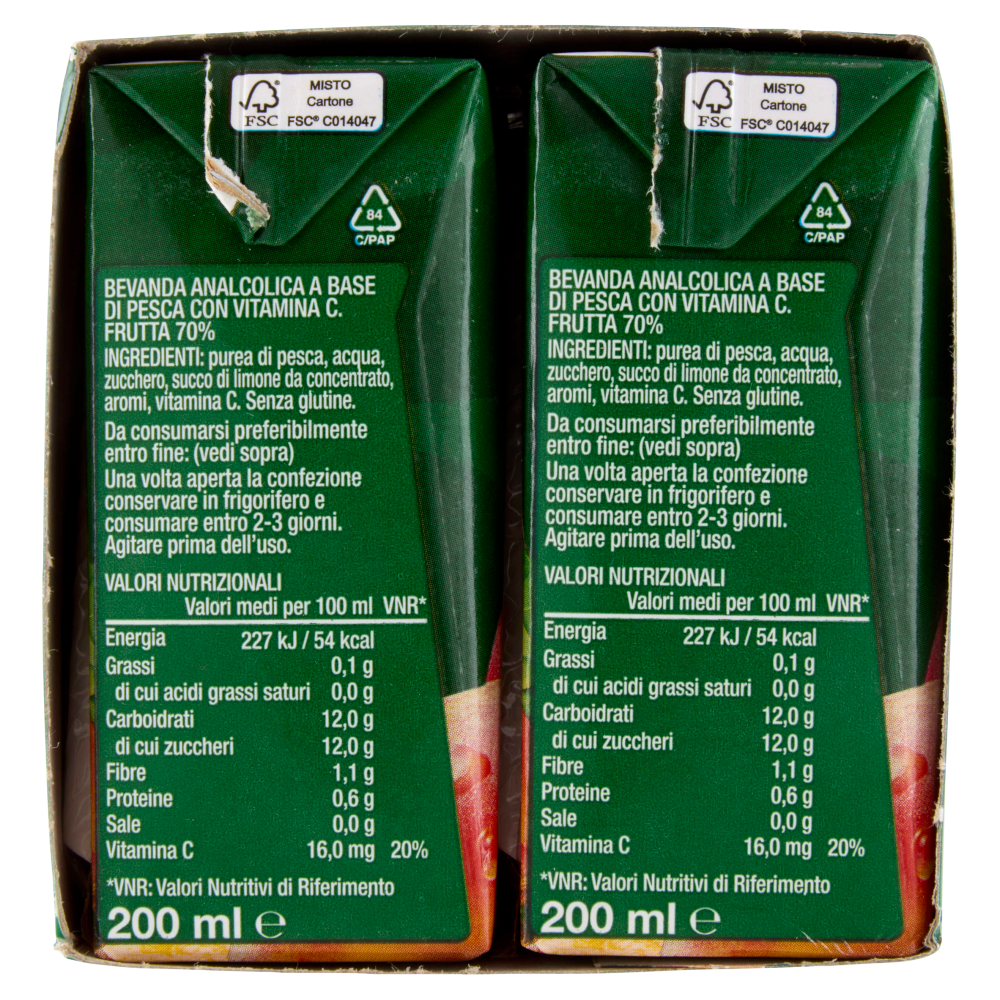 MISTO
Cartone
FSC FSC® C014047
84
C/PAP
BEVANDA ANALCOLICA A BASE
DI PESCA CON VITAMINA C.
FRUTTA 70%
INGREDIENTI: purea di pesca, acqua,
zucchero, succo di limone da concentrato,
aromi, vitamina C. Senza glutine.
Da consumarsi preferibilmente
entro fine: (vedi sopra)
Una volta aperta la confezione
conservare in frigorifero e
consumare entro 2-3 giorni.
Agitare prima dell'uso.
VALORI NUTRIZIONALI
Valori medi per 100 ml VNR*
Energia 227 kJ / 54 kcal
Grassi 0,1 g
di cui acidi grassi saturi 0,0 g
Carboidrati 12,0 g
di cui zuccheri 12,0 g
Fibre 1,1 g
Proteine 0,6 g
Sale 0,0 g
Vitamina C 16,0 mg 20%
*VNR: Valori Nutritivi di Riferimento
200 ml ℮
MISTO
Cartone
FSC FSC® C014047
84
C/PAP
BEVANDA ANALCOLICA A BASE
DI PESCA CON VITAMINA C.
FRUTTA 70%
INGREDIENTI: purea di pesca, acqua,
zucchero, succo di limone da concentrato,
aromi, vitamina C. Senza glutine.
Da consumarsi preferibilmente
entro fine: (vedi sopra)
Una volta aperta la confezione
conservare in frigorifero e
consumare entro 2-3 giorni.
Agitare prima dell'uso.
VALORI NUTRIZIONALI
Valori medi per 100 ml VNR*
Energia 227 kJ / 54 kcal
Grassi 0,1 g
di cui acidi grassi saturi 0,0 g
Carboidrati 12,0 g
di cui zuccheri 12,0 g
Fibre 1,1 g
Proteine 0,6 g
Sale 0,0 g
Vitamina C 16,0 mg 20%
*VNR: Valori Nutritivi di Riferimento
200 ml ℮